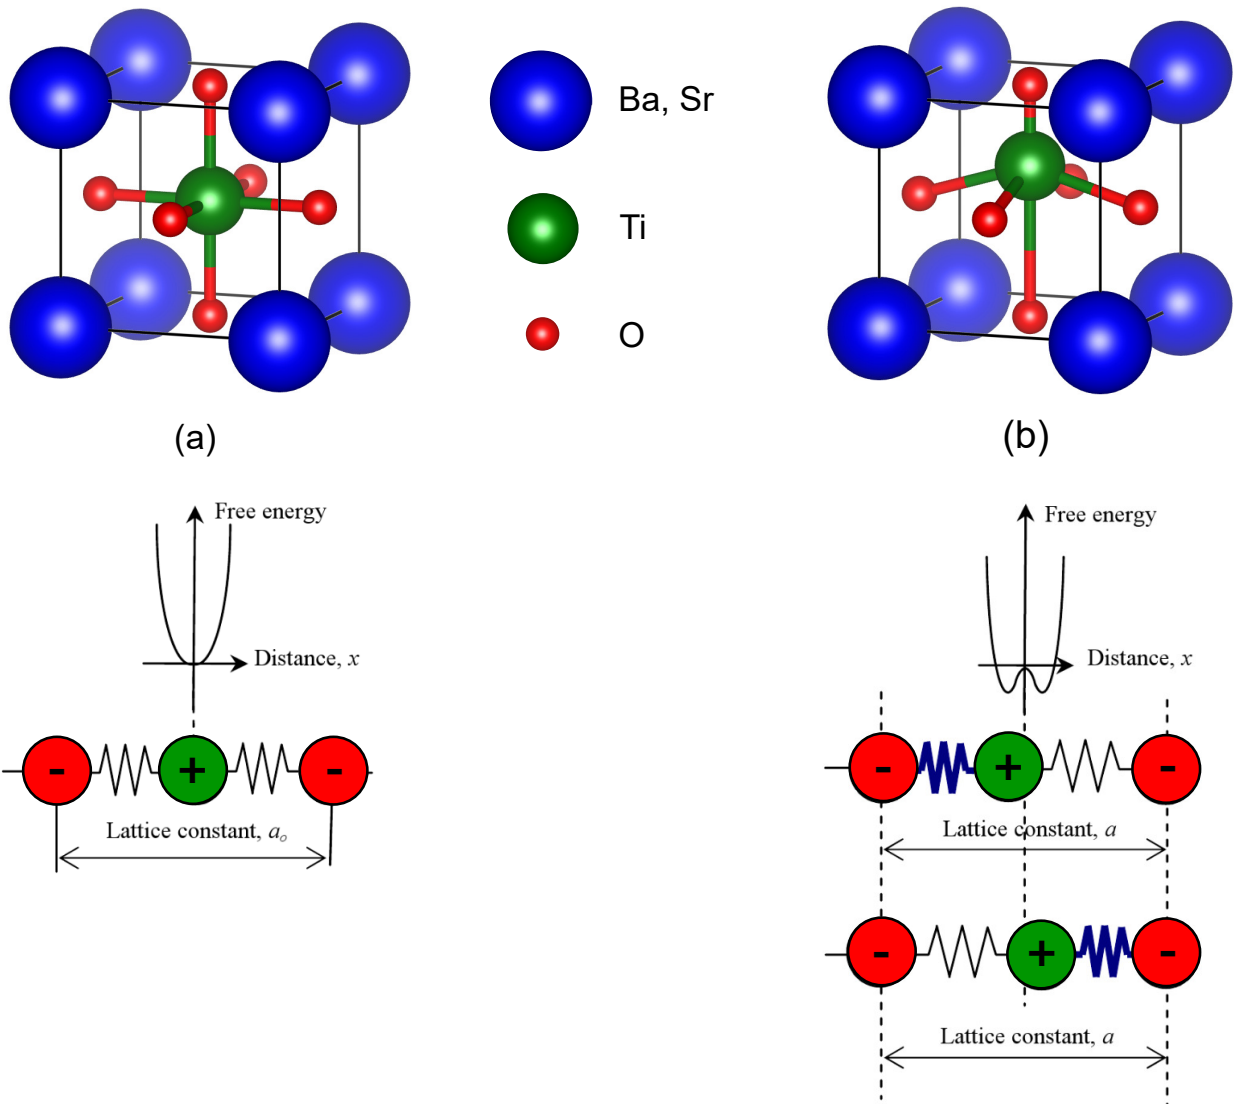 Ba, Sr
Ti
O
(a)
(b)
Free energy
Distance, x
- + -
Lattice constant, aₒ
Free energy
Distance, x
- + -
Lattice constant, a
- + -
Lattice constant, a